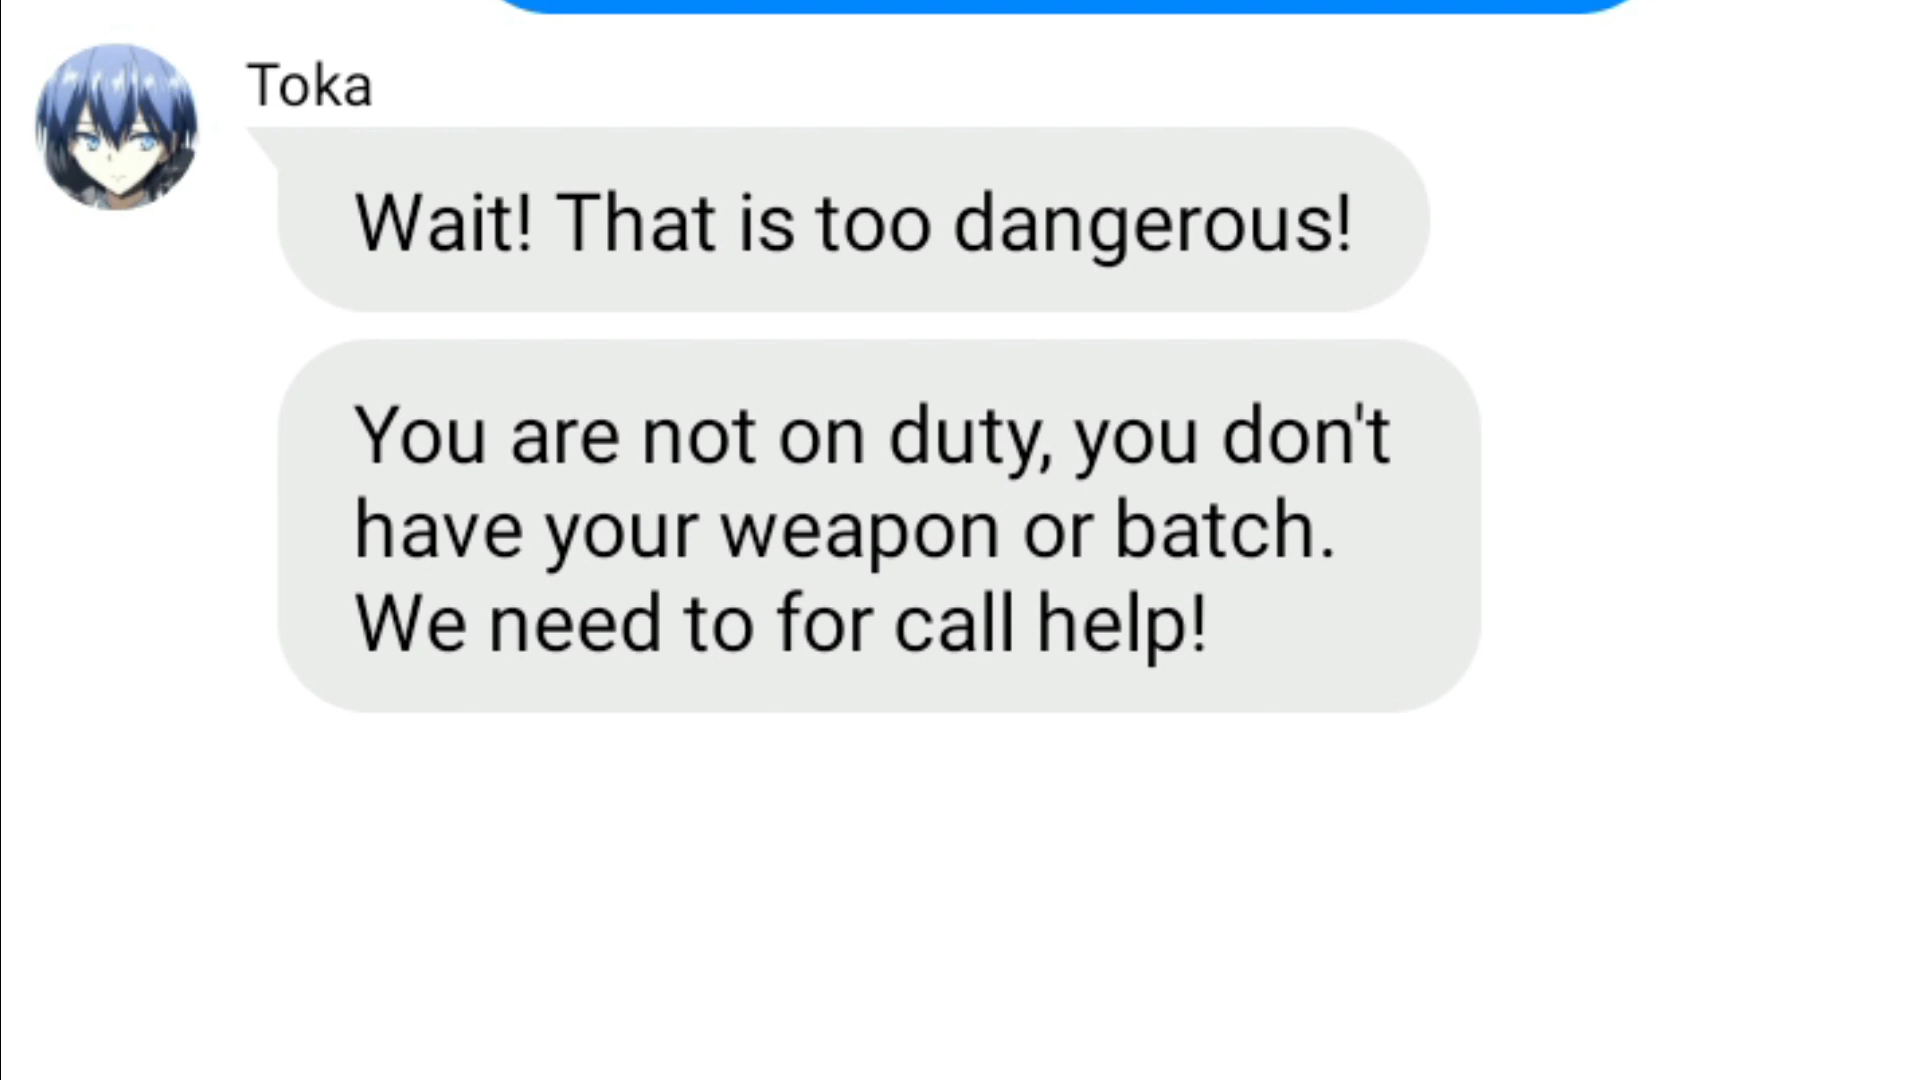 Toka
Wait! That is too dangerous!
You are not on duty, you don't
have your weapon or batch.
We need to for call help!